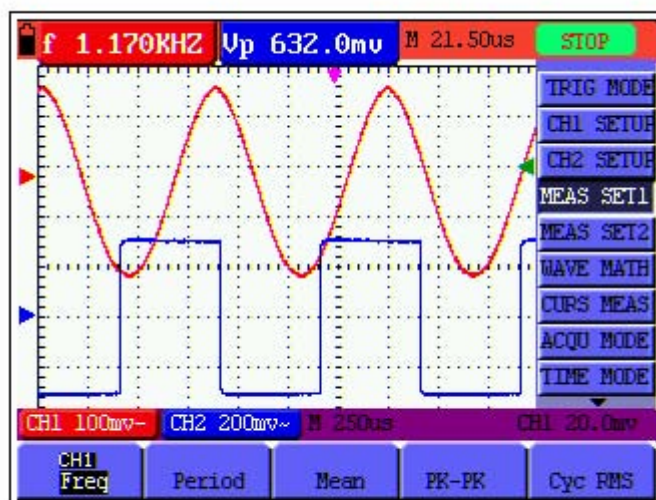 f 1.170KHZ Vp 632.0mv M 21.50us STOP
TRIG MODE
CH1 SETUP
CH2 SETUP
MEAS SET1
MEAS SET2
WAVE MATH
CURS MEAS
ACQU MODE
TIME MODE
CH1 100mv- CH2 200mv~ M 250us CH1 20.0mv
CH1
Freq Period Mean PK-PK Cyc RMS